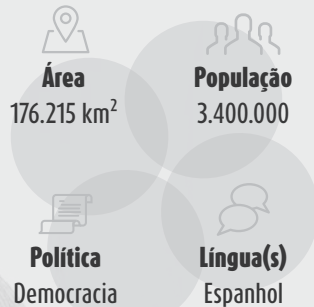 Área
176.215 km²
População
3.400.000
Política
Democracia
Língua(s)
Espanhol